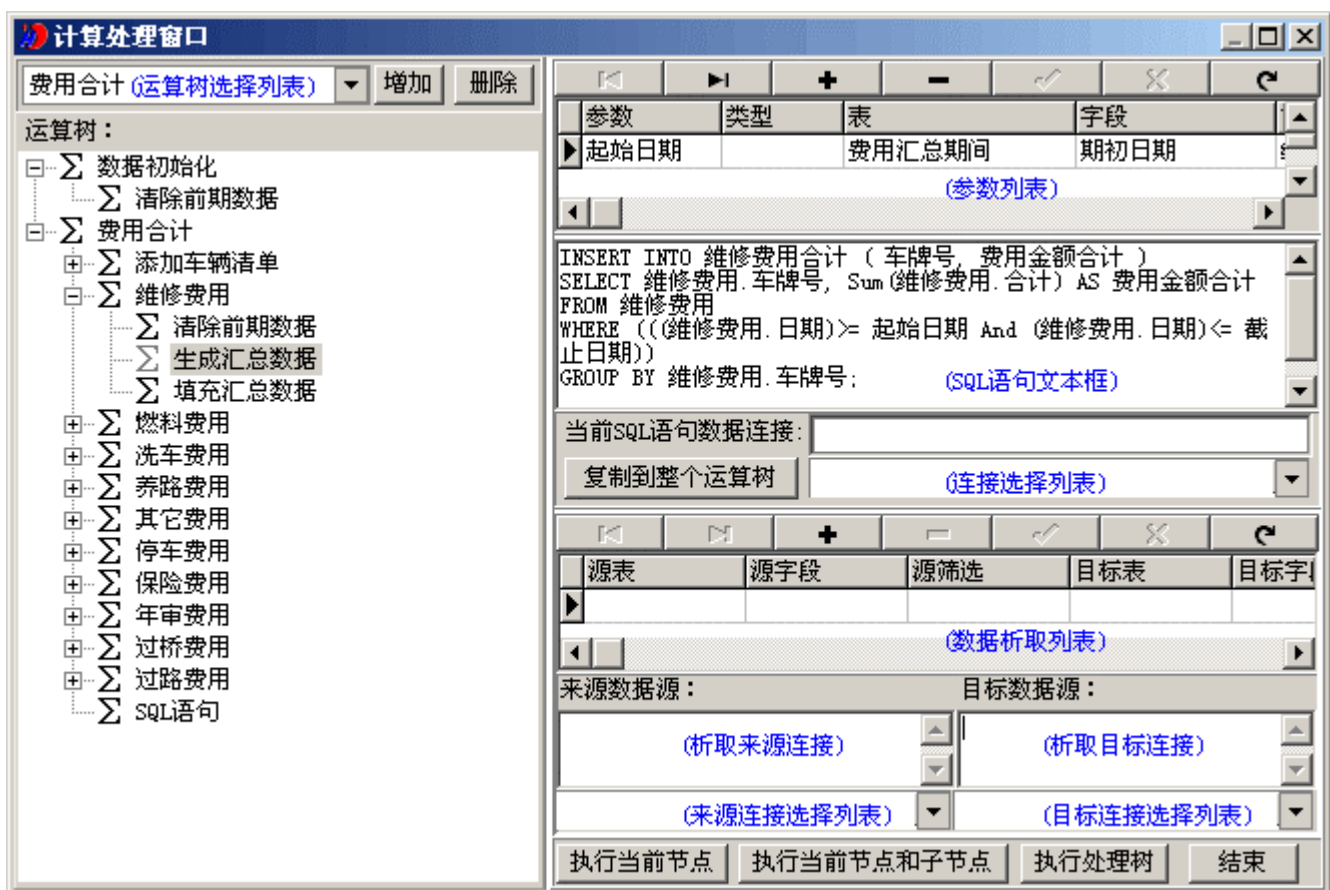 计算处理窗口
费用合计 (运算树选择列表) 增加 删除
运算树：
数据初始化
清除前期数据
费用合计
添加车辆清单
维修费用
清除前期数据
生成汇总数据
填充汇总数据
燃料费用
洗车费用
养路费用
其它费用
停车费用
保险费用
年审费用
过桥费用
过路费用
SQL语句
参数 类型 表 字段
起始日期 费用汇总期间 期初日期
(参数列表)
INSERT INTO 维修费用合计 ( 车牌号, 费用金额合计 )
SELECT 维修费用.车牌号, Sum(维修费用.合计) AS 费用金额合计
FROM 维修费用
WHERE (((维修费用.日期)>= 起始日期 And (维修费用.日期)<= 截
止日期))
GROUP BY 维修费用.车牌号;
(SQL语句文本框)
当前SQL语句数据连接:
复制到整个运算树 (连接选择列表)
源表 源字段 源筛选 目标表 目标字
(数据析取列表)
来源数据源： 目标数据源：
(析取来源连接) (析取目标连接)
(来源连接选择列表) (目标连接选择列表)
执行当前节点 执行当前节点和子节点 执行处理树 结束